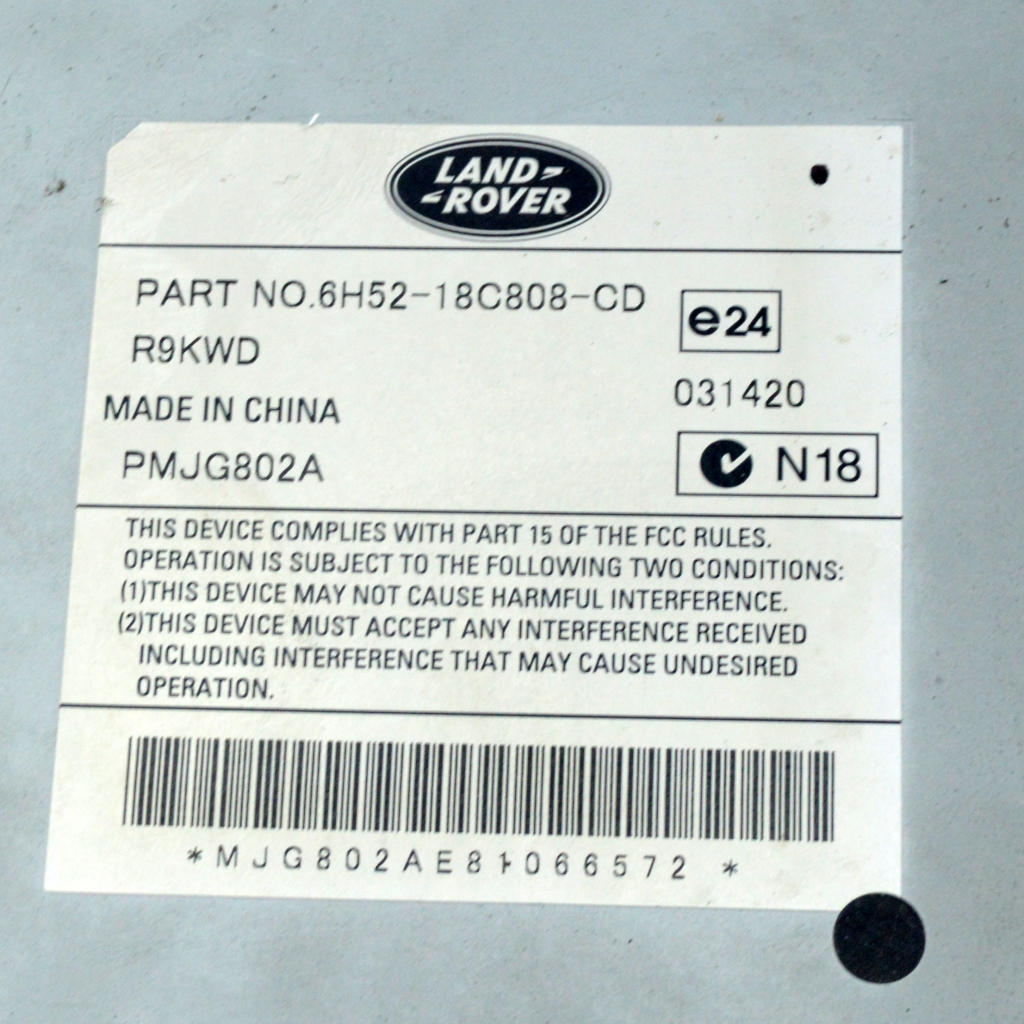 LAND-
-ROVER
PART NO.6H52-18C808-CD
e24
R9KWD
031420
MADE IN CHINA
PMJG802A
N18
THIS DEVICE COMPLIES WITH PART 15 OF THE FCC RULES.
OPERATION IS SUBJECT TO THE FOLLOWING TWO CONDITIONS:
(1)THIS DEVICE MAY NOT CAUSE HARMFUL INTERFERENCE.
(2)THIS DEVICE MUST ACCEPT ANY INTERFERENCE RECEIVED
INCLUDING INTERFERENCE THAT MAY CAUSE UNDESIRED
OPERATION.
*MJG802AE81066572 *